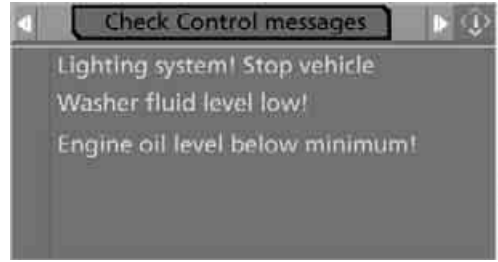 Check Control messages
Lighting system! Stop vehicle
Washer fluid level low!
Engine oil level below minimum!